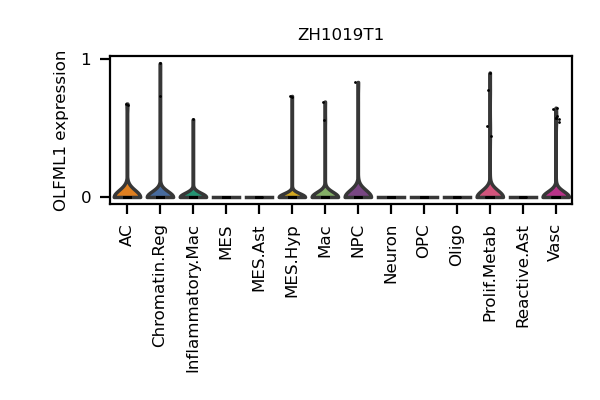 ZH1019T1
OLFML1 expression
1
0
AC
Chromatin.Reg
Inflammatory.Mac
MES
MES.Ast
MES.Hyp
Mac
NPC
Neuron
OPC
Oligo
Prolif.Metab
Reactive.Ast
Vasc